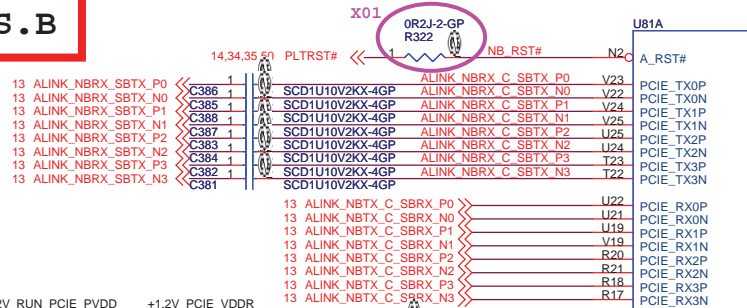 S.B
X01
0R2J-2-GP
R322
U81A
14,34,35,50 PLTRST# 1 NB_RST# N2 A_RST#
13 ALINK_NBRX_SBTX_P0 1 ALINK_NBRX_C_SBTX_P0 V23 PCIE_TX0P
C386 SCD1U10V2KX-4GP
13 ALINK_NBRX_SBTX_N0 1 ALINK_NBRX_C_SBTX_N0 V22 PCIE_TX0N
C385 SCD1U10V2KX-4GP
13 ALINK_NBRX_SBTX_P1 1 ALINK_NBRX_C_SBTX_P1 V24 PCIE_TX1P
C388 SCD1U10V2KX-4GP
13 ALINK_NBRX_SBTX_N1 1 ALINK_NBRX_C_SBTX_N1 V25 PCIE_TX1N
C387 SCD1U10V2KX-4GP
13 ALINK_NBRX_SBTX_P2 1 ALINK_NBRX_C_SBTX_P2 U25 PCIE_TX2P
C383 SCD1U10V2KX-4GP
13 ALINK_NBRX_SBTX_N2 1 ALINK_NBRX_C_SBTX_N2 U24 PCIE_TX2N
C384 SCD1U10V2KX-4GP
13 ALINK_NBRX_SBTX_P3 1 ALINK_NBRX_C_SBTX_P3 T23 PCIE_TX3P
C382 SCD1U10V2KX-4GP
13 ALINK_NBRX_SBTX_N3 1 ALINK_NBRX_C_SBTX_N3 T22 PCIE_TX3N
C381 SCD1U10V2KX-4GP
13 ALINK_NBTX_C_SBRX_P0 U22 PCIE_RX0P
13 ALINK_NBTX_C_SBRX_N0 U21 PCIE_RX0N
13 ALINK_NBTX_C_SBRX_P1 U19 PCIE_RX1P
13 ALINK_NBTX_C_SBRX_N1 V19 PCIE_RX1N
13 ALINK_NBTX_C_SBRX_P2 R20 PCIE_RX2P
13 ALINK_NBTX_C_SBRX_N2 R21 PCIE_RX2N
13 ALINK_NBTX_C_SBRX_P3 R18 PCIE_RX3P
13 ALINK_NBTX_C_SBRX_N3 R17 PCIE_RX3N
2V_RUN_PCIE_PVDD +1.2V_PCIE_VDDR